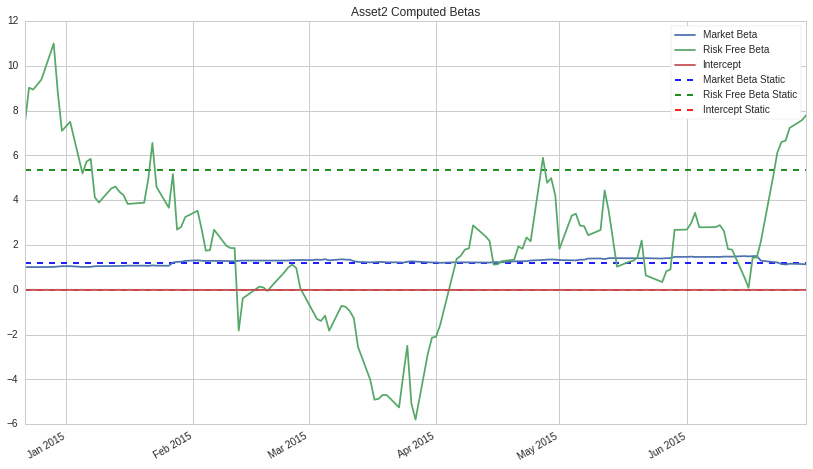 Asset2 Computed Betas
12
10
8
6
4
2
0
−2
−4
−6
Market Beta
Risk Free Beta
Intercept
Market Beta Static
Risk Free Beta Static
Intercept Static
Jan 2015
Feb 2015
Mar 2015
Apr 2015
May 2015
Jun 2015